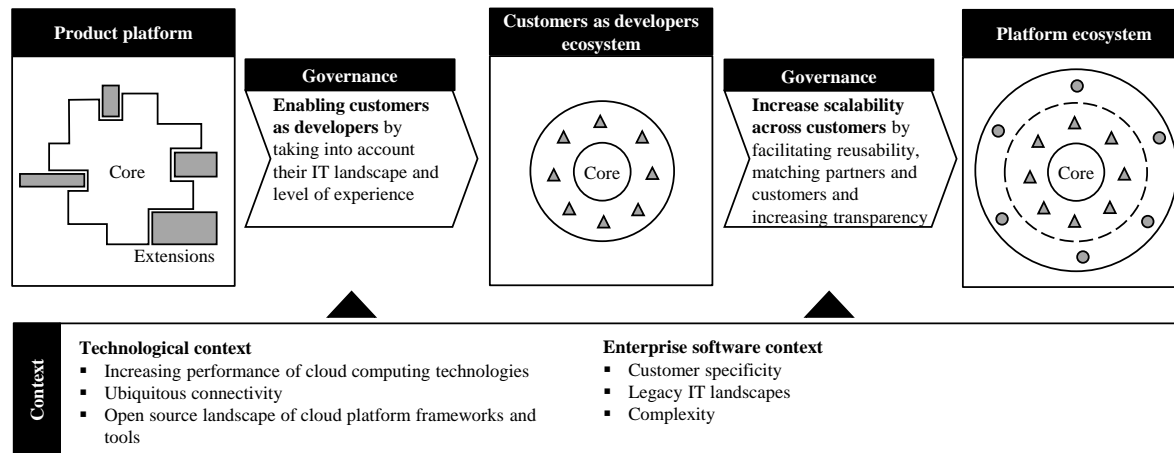 Product platform
Core
Extensions
Governance
Enabling customers
as developers by
taking into account
their IT landscape and
level of experience
Customers as developers
ecosystem
Core
Governance
Increase scalability
across customers by
facilitating reusability,
matching partners and
customers and
increasing transparency
Platform ecosystem
Core
Context
Technological context
▪ Increasing performance of cloud computing technologies
▪ Ubiquitous connectivity
▪ Open source landscape of cloud platform frameworks and
tools
Enterprise software context
▪ Customer specificity
▪ Legacy IT landscapes
▪ Complexity